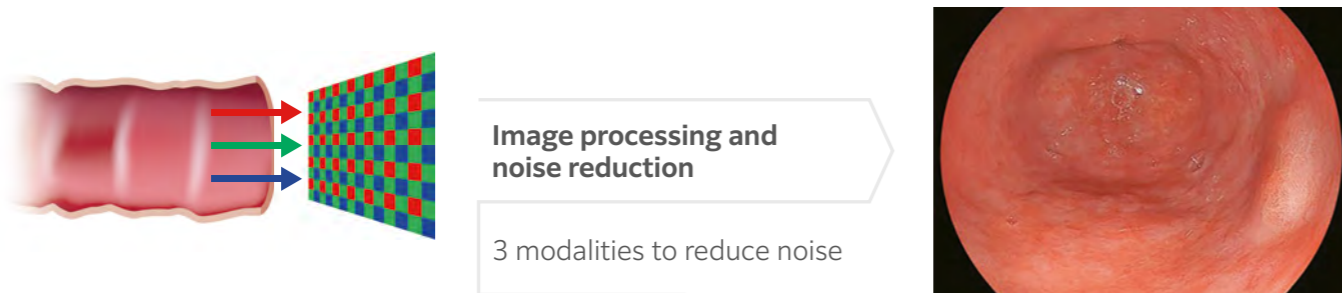 Image processing and
noise reduction
3 modalities to reduce noise